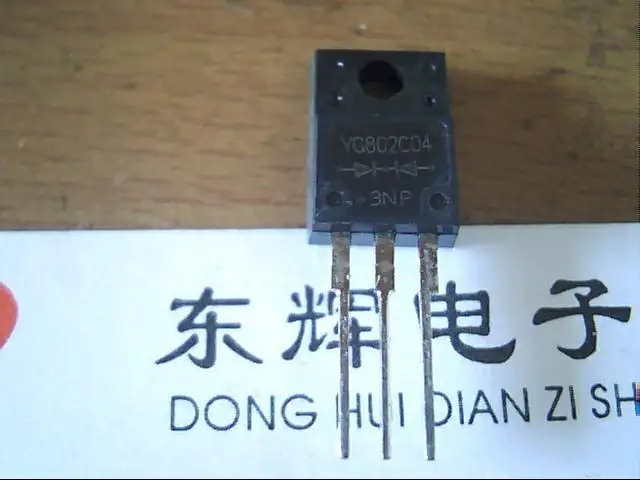 YG802C04
3NP
东辉电子
DONG HUI DIAN ZI SH